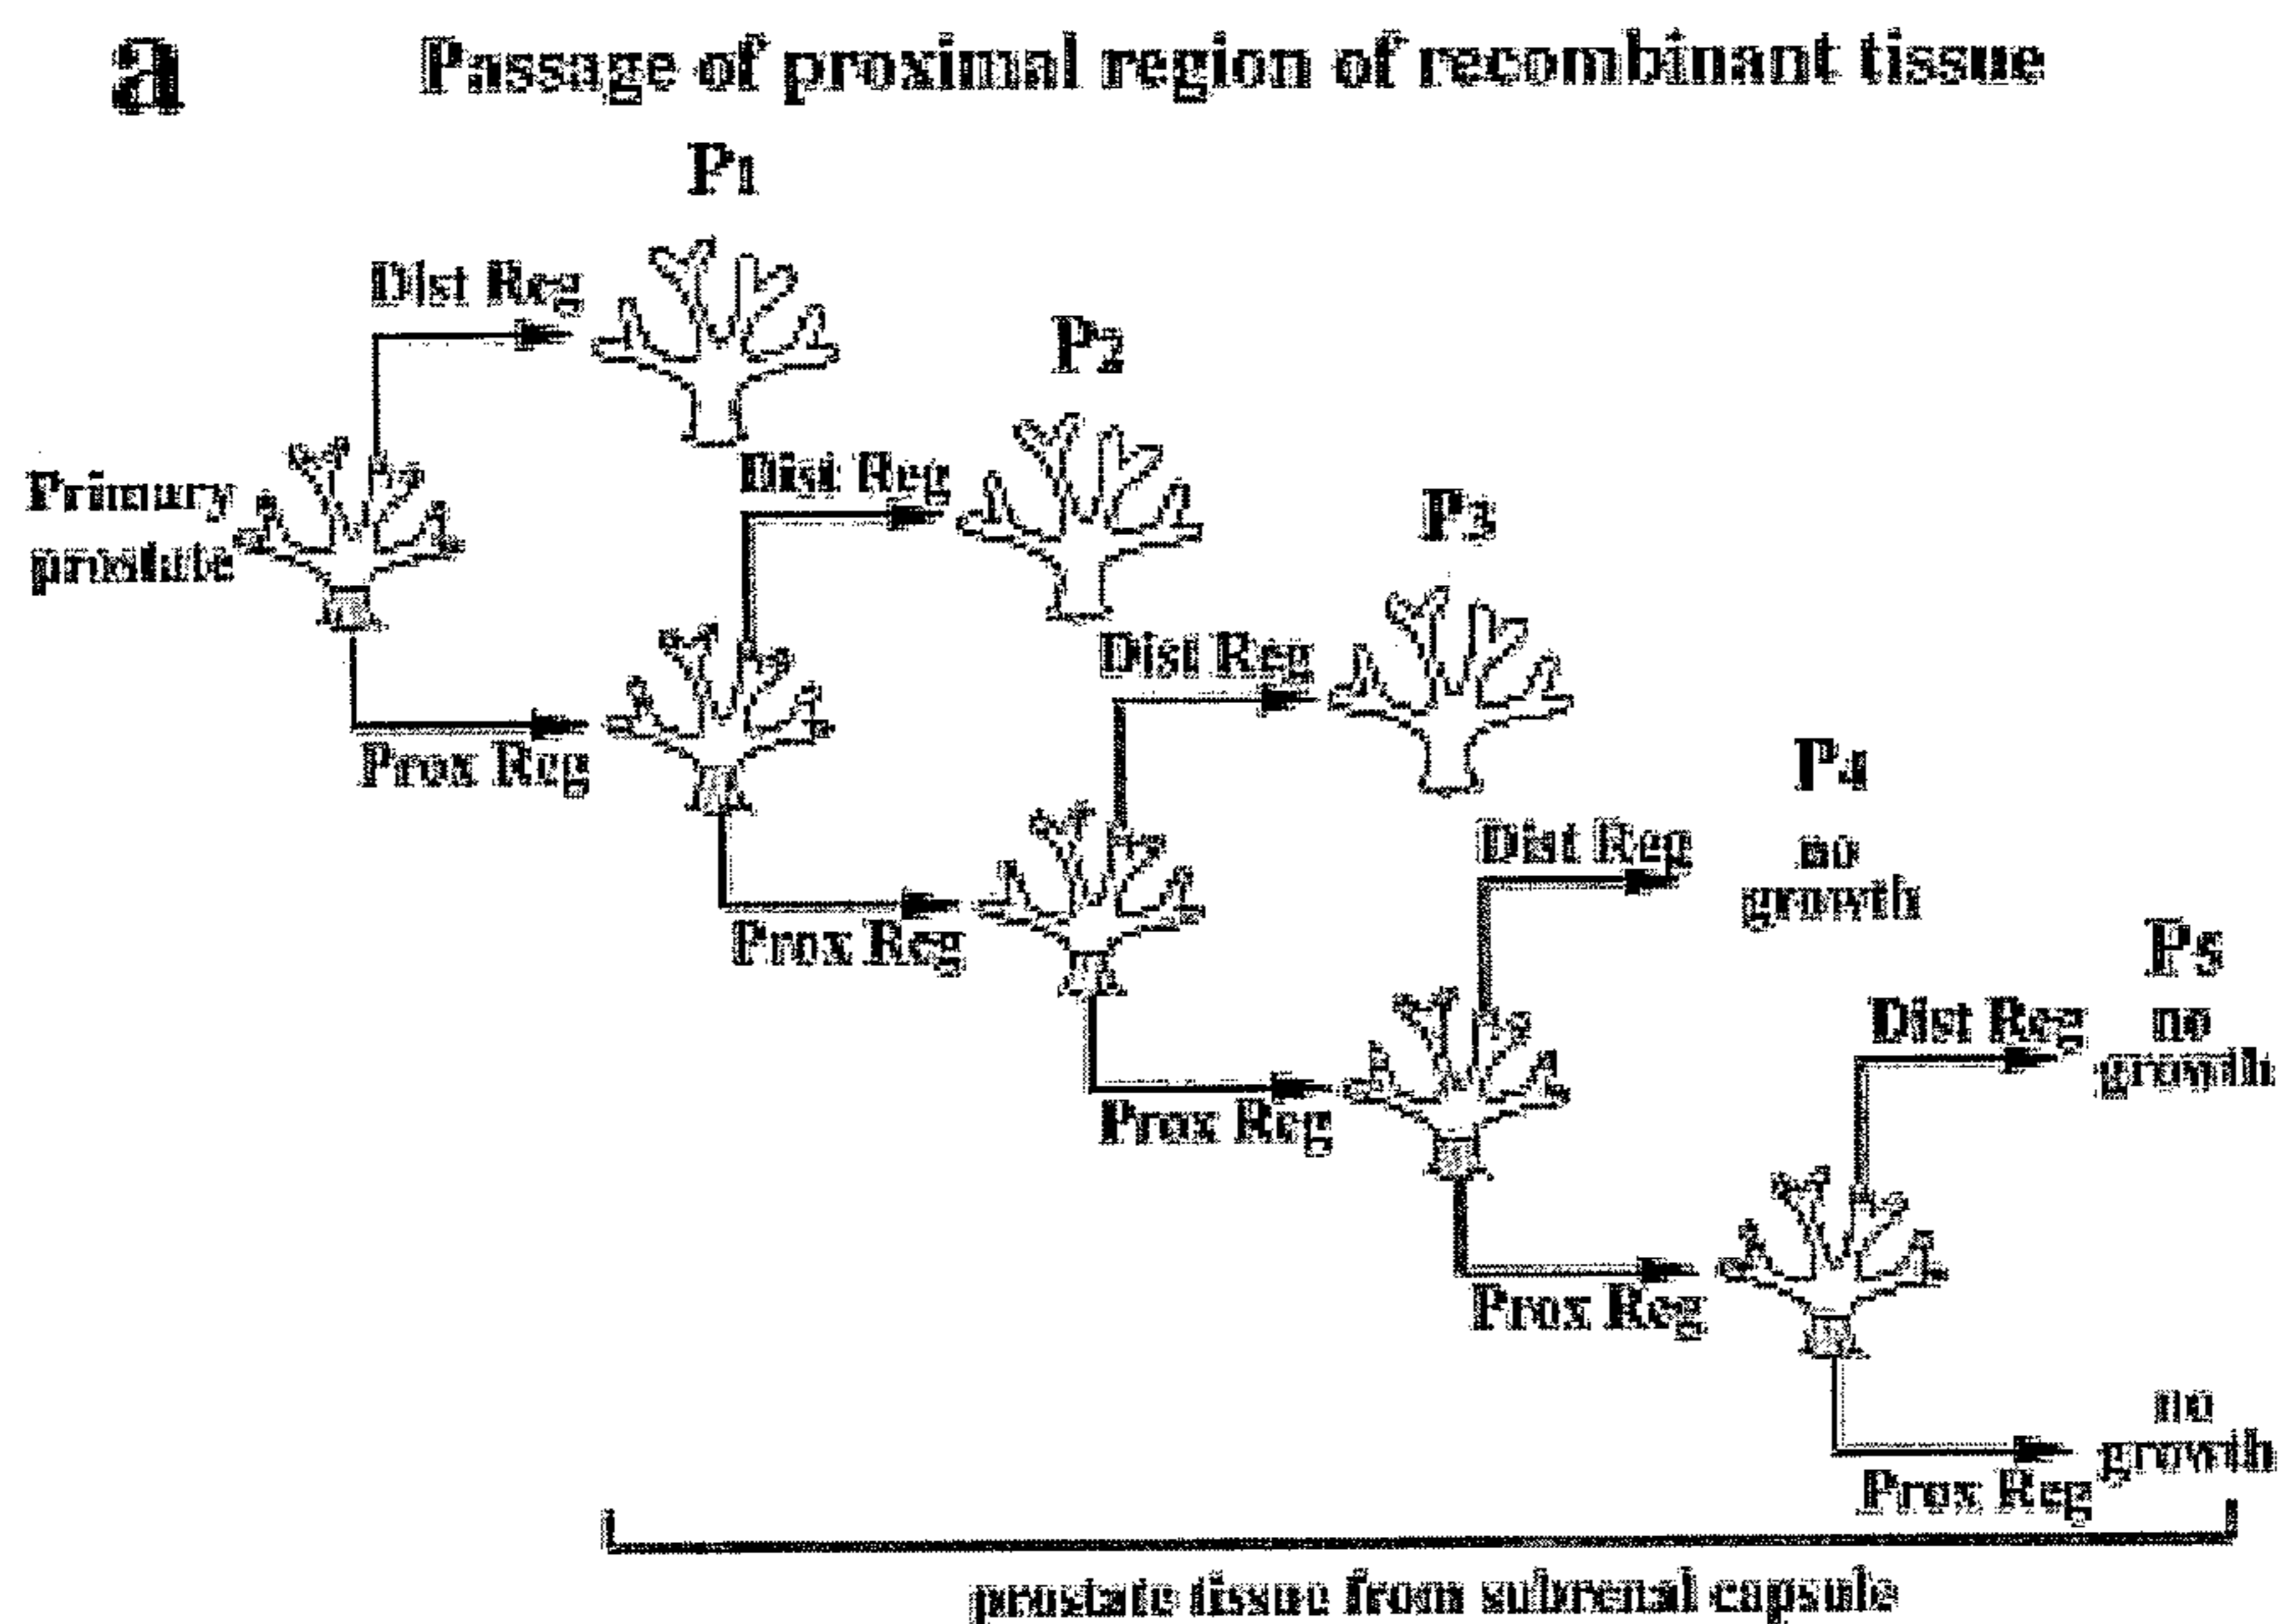 a Passage of proximal region of recombinant tissue
P1
Dist Reg
P2
Primary
prostate
Dist Reg
P3
Dist Reg
Prox Reg
P4
Dist Reg
no
growth
Prox Reg
P5
Dist Reg
no
growth
Prox Reg
Prox Reg
no
growth
Prox Reg
prostate tissue from subrenal capsule